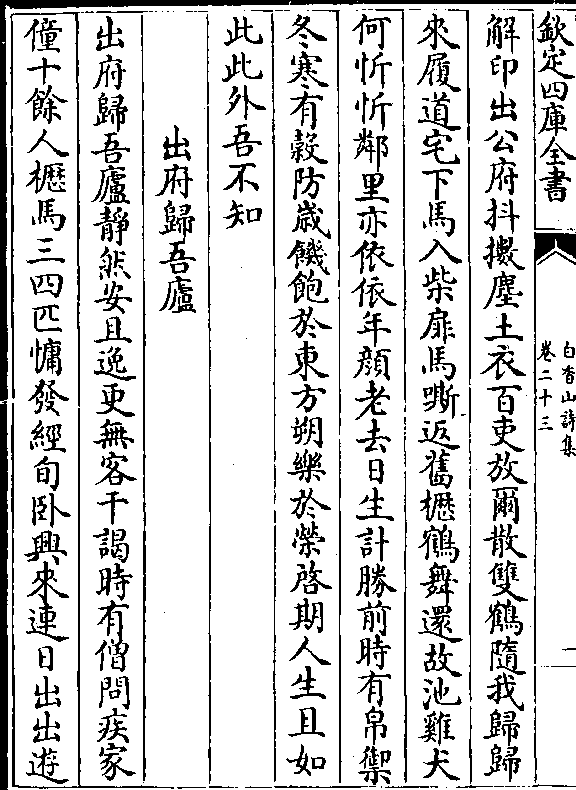 欽定四庫全書
白香山詩集
卷二十三
一
解印出公府抖擻塵土衣百吏放爾散雙鶴隨我歸歸
來履道宅下馬入柴扉馬嘶返舊櫪鶴舞還故池雞犬
何忻忻鄰里亦依依年顏老去日生計勝前時有帛禦
冬寒有穀防歲饑飽於東方朔樂於榮啓期人生且如
此此外吾不知
出府歸吾廬
出府歸吾廬靜然安且逸更無客干謁時有僧問疾家
僮十餘人櫪馬三四匹慵發經旬臥興來連日出出遊